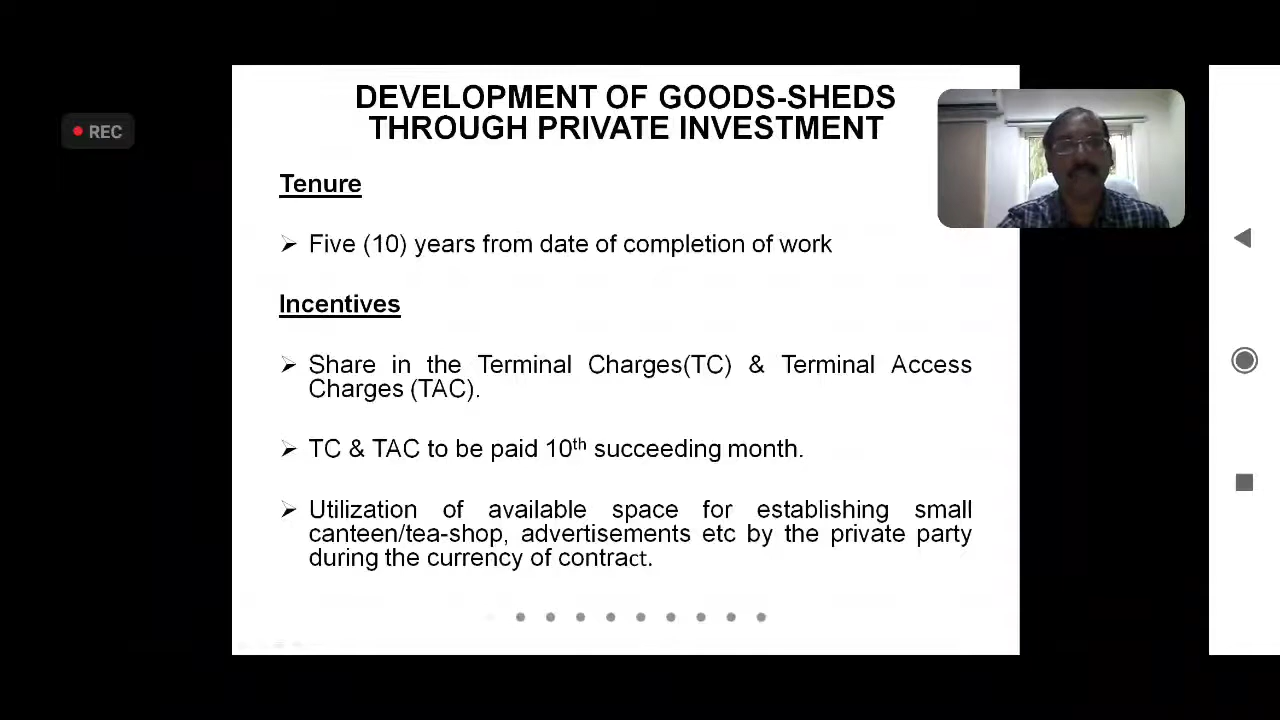 DEVELOPMENT OF GOODS-SHEDS
THROUGH PRIVATE INVESTMENT
REC
Tenure
Five (10) years from date of completion of work
Incentives
Share in the Terminal Charges(TC) & Terminal Access
Charges (TAC).
TC & TAC to be paid 10th succeeding month.
Utilization of available space for establishing small
canteen/tea-shop, advertisements etc by the private party
during the currency of contract.